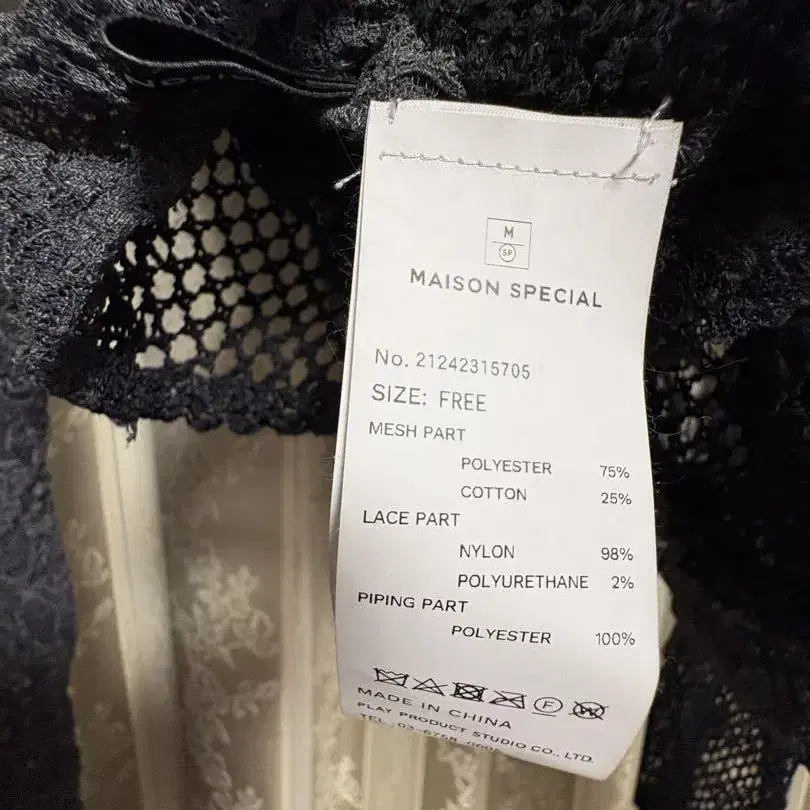 M
SP
MAISON SPECIAL
No. 21242315705
SIZE: FREE
MESH PART
POLYESTER 75%
COTTON 25%
LACE PART
NYLON 98%
POLYURETHANE 2%
PIPING PART
POLYESTER 100%
F
W
MADE IN CHINA
PLAY PRODUCT STUDIO CO., LTD.
TEL.